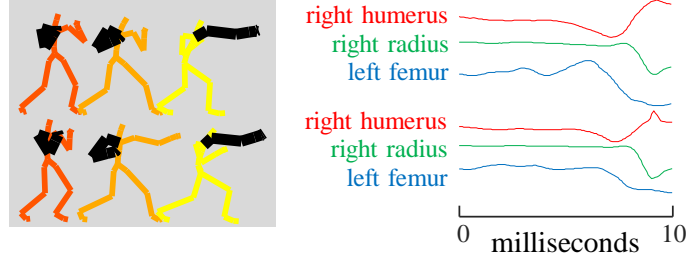 right humerus
right radius
left femur
right humerus
right radius
left femur
0 10
milliseconds